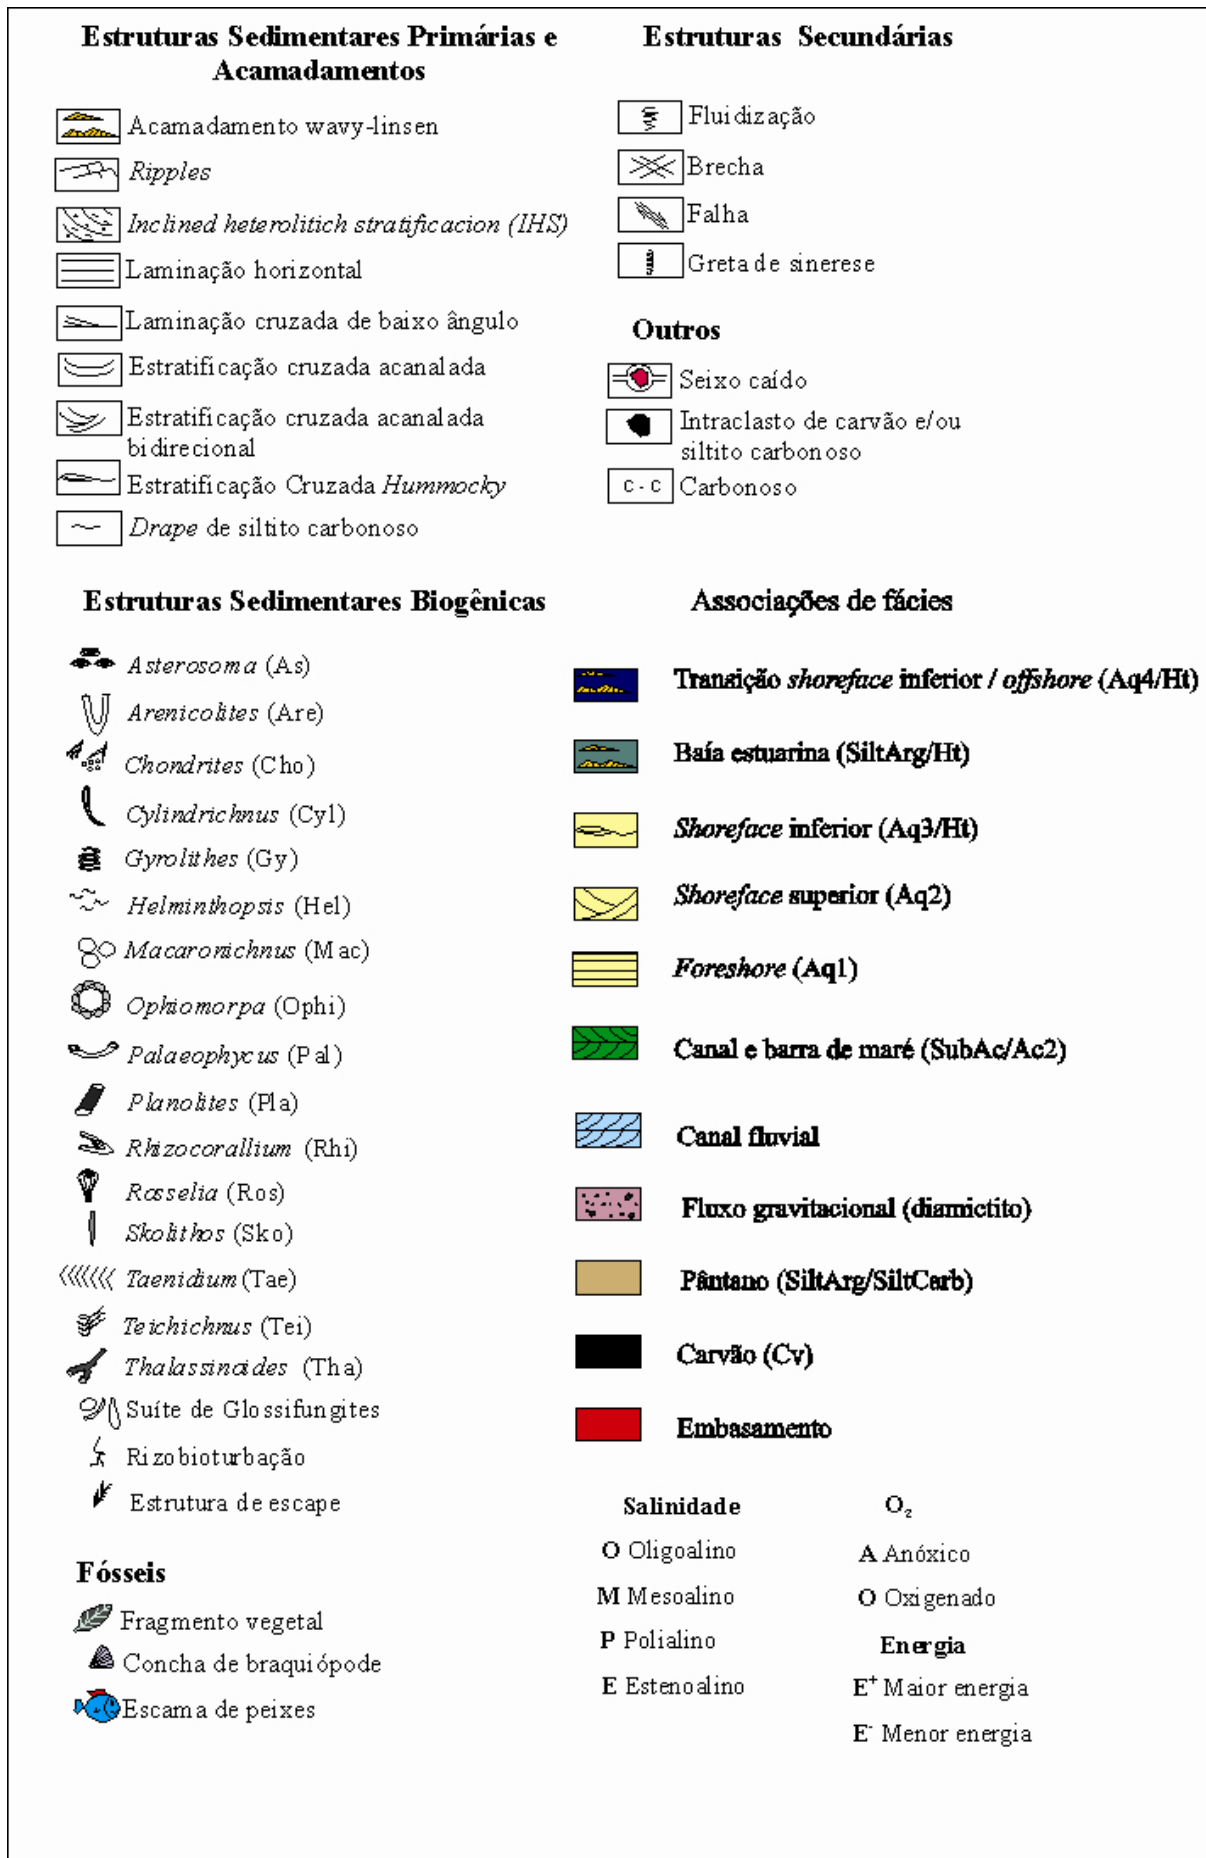 Estruturas Sedimentares Primárias e
Acamadamentos
Acamadamento wavy-linsen
Ripples
Inclined heterolitich stratificacion (IHS)
Laminação horizontal
Laminação cruzada de baixo ângulo
Estratificação cruzada acanalada
Estratificação cruzada acanalada
bidirecional
Estratificação Cruzada Hummocky
Drape de siltito carbonoso
Estruturas Secundárias
Fluidização
Brecha
Falha
Greta de sinerese
Outros
Seixo caído
Intraclasto de carvão e/ou
siltito carbonoso
C - C Carbonoso
Estruturas Sedimentares Biogênicas
Asterosoma (As)
Arenicolites (Are)
Chondrites (Cho)
Cylindrichnus (Cyl)
Gyrolithes (Gy)
Helminthopsis (Hel)
Macaronichnus (Mac)
Ophiomorpa (Ophi)
Palaeophycus (Pal)
Planolites (Pla)
Rhizocorallium (Rhi)
Rosselia (Ros)
Skolithos (Sko)
Taenidium (Tae)
Teichichnus (Tei)
Thalassinoides (Tha)
Suíte de Glossifungites
Rizobioturbação
Estrutura de escape
Fósseis
Fragmento vegetal
Concha de braquiópode
Escama de peixes
Associações de fácies
Transição shoreface inferior / offshore (Aq4/Ht)
Baía estuarina (SiltArg/Ht)
Shoreface inferior (Aq3/Ht)
Shoreface superior (Aq2)
Foreshore (Aq1)
Canal e barra de maré (SubAc/Ac2)
Canal fluvial
Fluxo gravitacional (diamictito)
Pântano (SiltArg/SiltCarb)
Carvão (Cv)
Embasamento
Salinidade
O Oligoalino
M Mesoalino
P Polialino
E Estenoalino
O₂
A Anóxico
O Oxigenado
Energia
E⁺ Maior energia
E⁻ Menor energia